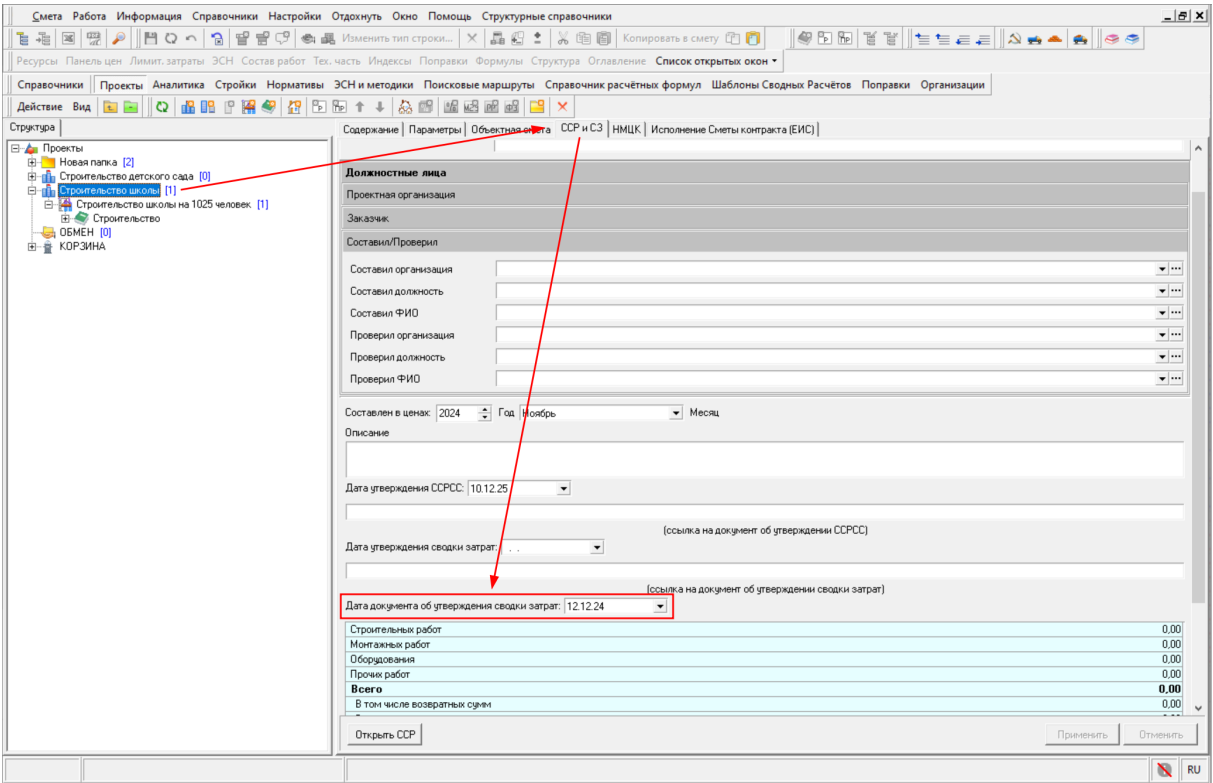 Смета Работа Информация Справочники Настройки Отдохнуть Окно Помощь Структурные справочники
Изменить тип строки... Копировать в смету
Ресурсы Панель цен Лимит. затраты ЭСН Состав работ Тех. часть Индексы Поправки Формулы Структура Оглавление Список открытых окон
Справочники Проекты Аналитика Стройки Нормативы ЭСН и методики Поисковые маршруты Справочник расчётных формул Шаблоны Сводных Расчётов Поправки Организации
Действие Вид
Структура
Проекты
Новая папка [2]
Строительство детского сада [0]
Строительство школы [1]
Строительство школы на 1025 человек [1]
Строительство
ОБМЕН [0]
КОРЗИНА
Содержание Параметры Объектная смета ССР и СЗ НМЦК Исполнение Сметы контракта (ЕИС)
Должностные лица
Проектная организация
Заказчик
Составил/Проверил
Составил организация
Составил должность
Составил ФИО
Проверил организация
Проверил должность
Проверил ФИО
Составлен в ценах: 2024 Год Ноябрь Месяц
Описание
Дата утверждения ССРСС: 10.12.25
(ссылка на документ об утверждении ССРСС)
Дата утверждения сводки затрат: . .
(ссылка на документ об утверждении сводки затрат)
Дата документа об утверждения сводки затрат: 12.12.24
Строительных работ 0,00
Монтажных работ 0,00
Оборудования 0,00
Прочих работ 0,00
Всего 0,00
В том числе возвратных сумм 0,00
Открыть ССР Применить Отменить
RU